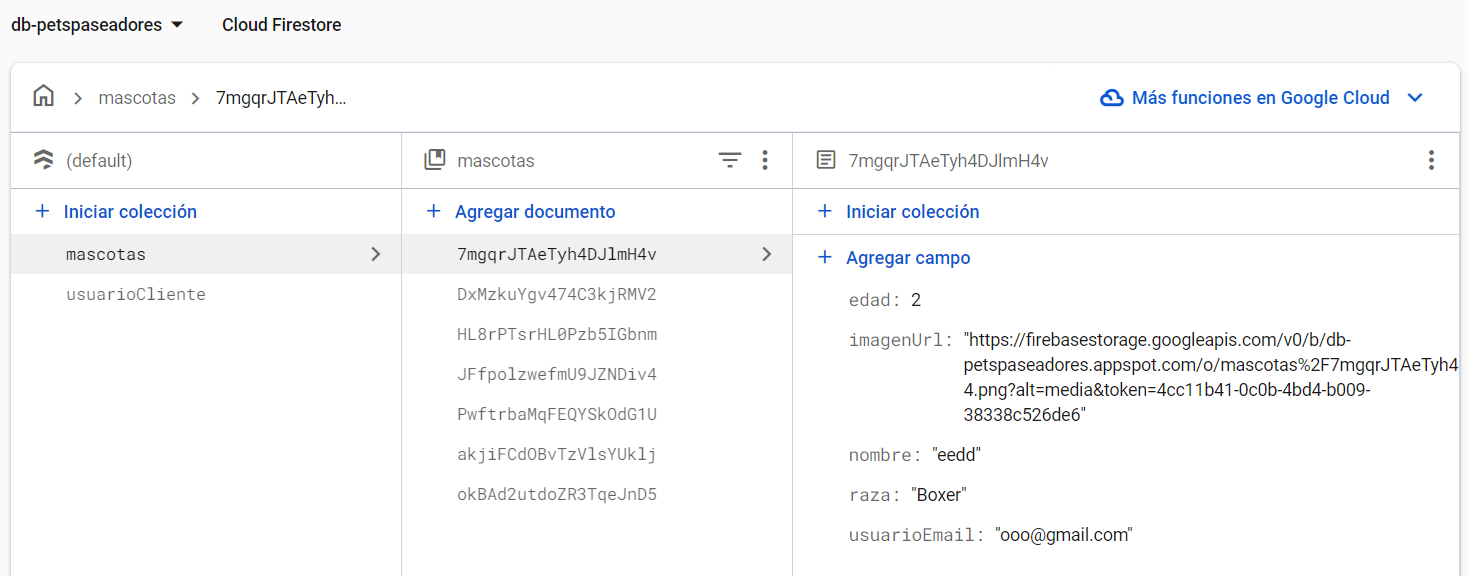 db-petspaseadores Cloud Firestore
mascotas 7mgqrJTAeTyh...
Más funciones en Google Cloud
(default)
mascotas
7mgqrJTAeTyh4DJlmH4v
+ Iniciar colección
+ Agregar documento
+ Iniciar colección
mascotas
usuarioCliente
7mgqrJTAeTyh4DJlmH4v
DxMzkuYgv474C3kjRMV2
HL8rPTsrHL0Pzb5IGbnm
JFfpolzwefmU9JZNDiv4
PwftrbaMqFEQYSkOdG1U
akjiFCdOBvTzVlsYUklj
okBAd2utdoZR3TqeJnD5
+ Agregar campo
edad: 2
imagenUrl: "https://firebasestorage.googleapis.com/v0/b/db-
petspaseadores.appspot.com/o/mascotas%2F7mgqrJTAeTyh4
4.png?alt=media&token=4cc11b41-0c0b-4bd4-b009-
38338c526de6"
nombre: "eedd"
raza: "Boxer"
usuarioEmail: "ooo@gmail.com"